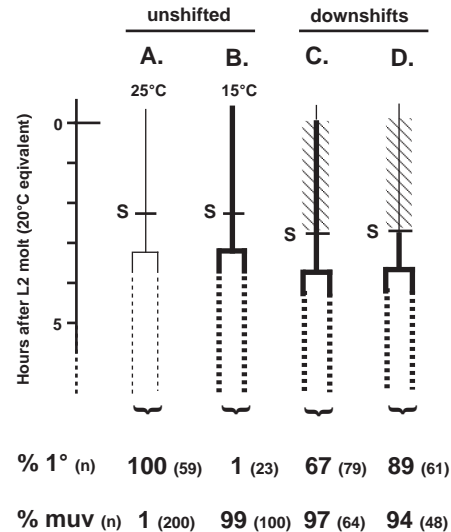 unshifted downshifts
A. B. C. D.
25°C 15°C
Hours after L2 molt (20°C eqivalent)
0
S S S S
5
% 1° (n) 100 (59) 1 (23) 67 (79) 89 (61)
% muv (n) 1 (200) 99 (100) 97 (64) 94 (48)